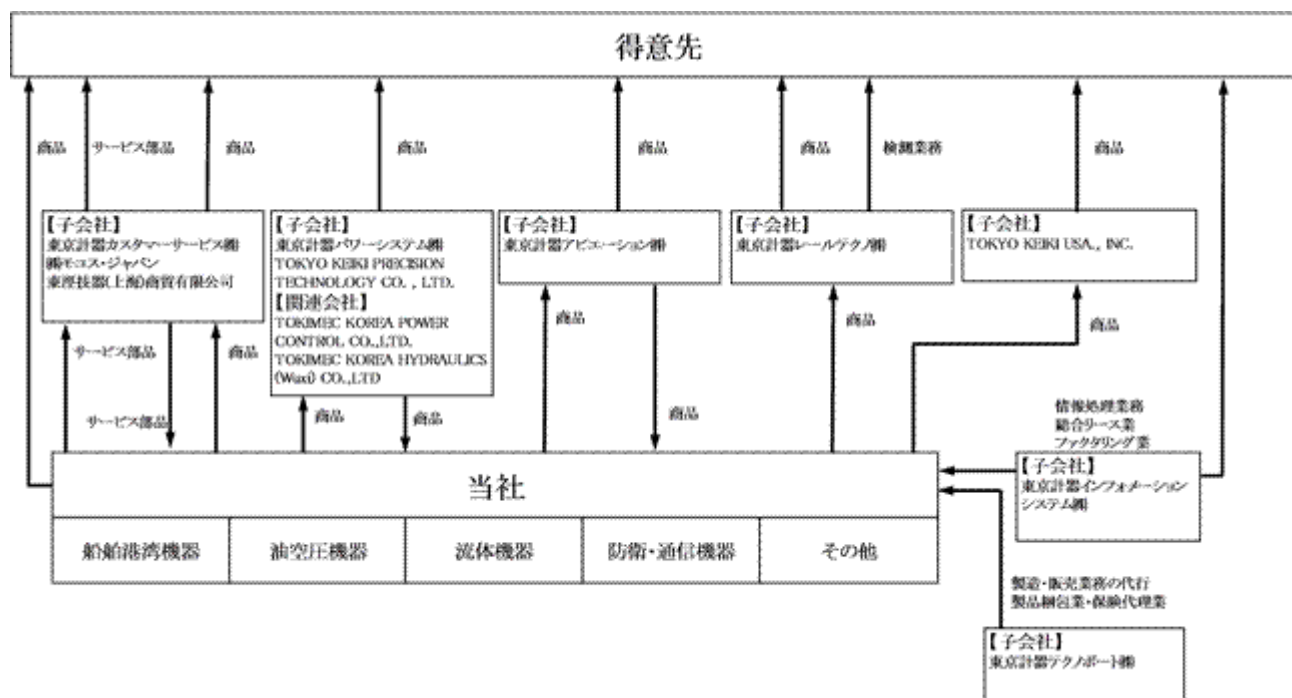 得意先
商品
サービス部品
商品
商品
商品
商品
検測業務
商品
【子会社】
東京計器カスタマーサービス㈱
㈱モコス・ジャパン
東涇技器(上海)商貿有限公司
【子会社】
東京計器パワーシステム㈱
TOKYO KEIKI PRECISION
TECHNOLOGY CO. , LTD.
【関連会社】
TOKIMEC KOREA POWER
CONTROL CO.,LTD.
TOKIMEC KOREA HYDRAULICS
(Wuxi) CO.,LTD
【子会社】
東京計器アビエーション㈱
【子会社】
東京計器レールテクノ㈱
【子会社】
TOKYO KEIKI USA., INC.
サービス部品
商品
サービス部品
商品
商品
商品
商品
商品
商品
情報処理業務
総合リース業
ファクタリング業
【子会社】
東京計器インフォメーション
システム㈱
当社
船舶港湾機器
油空圧機器
流体機器
防衛・通信機器
その他
製造・販売業務の代行
製品梱包業・保険代理業
【子会社】
東京計器テクノポート㈱